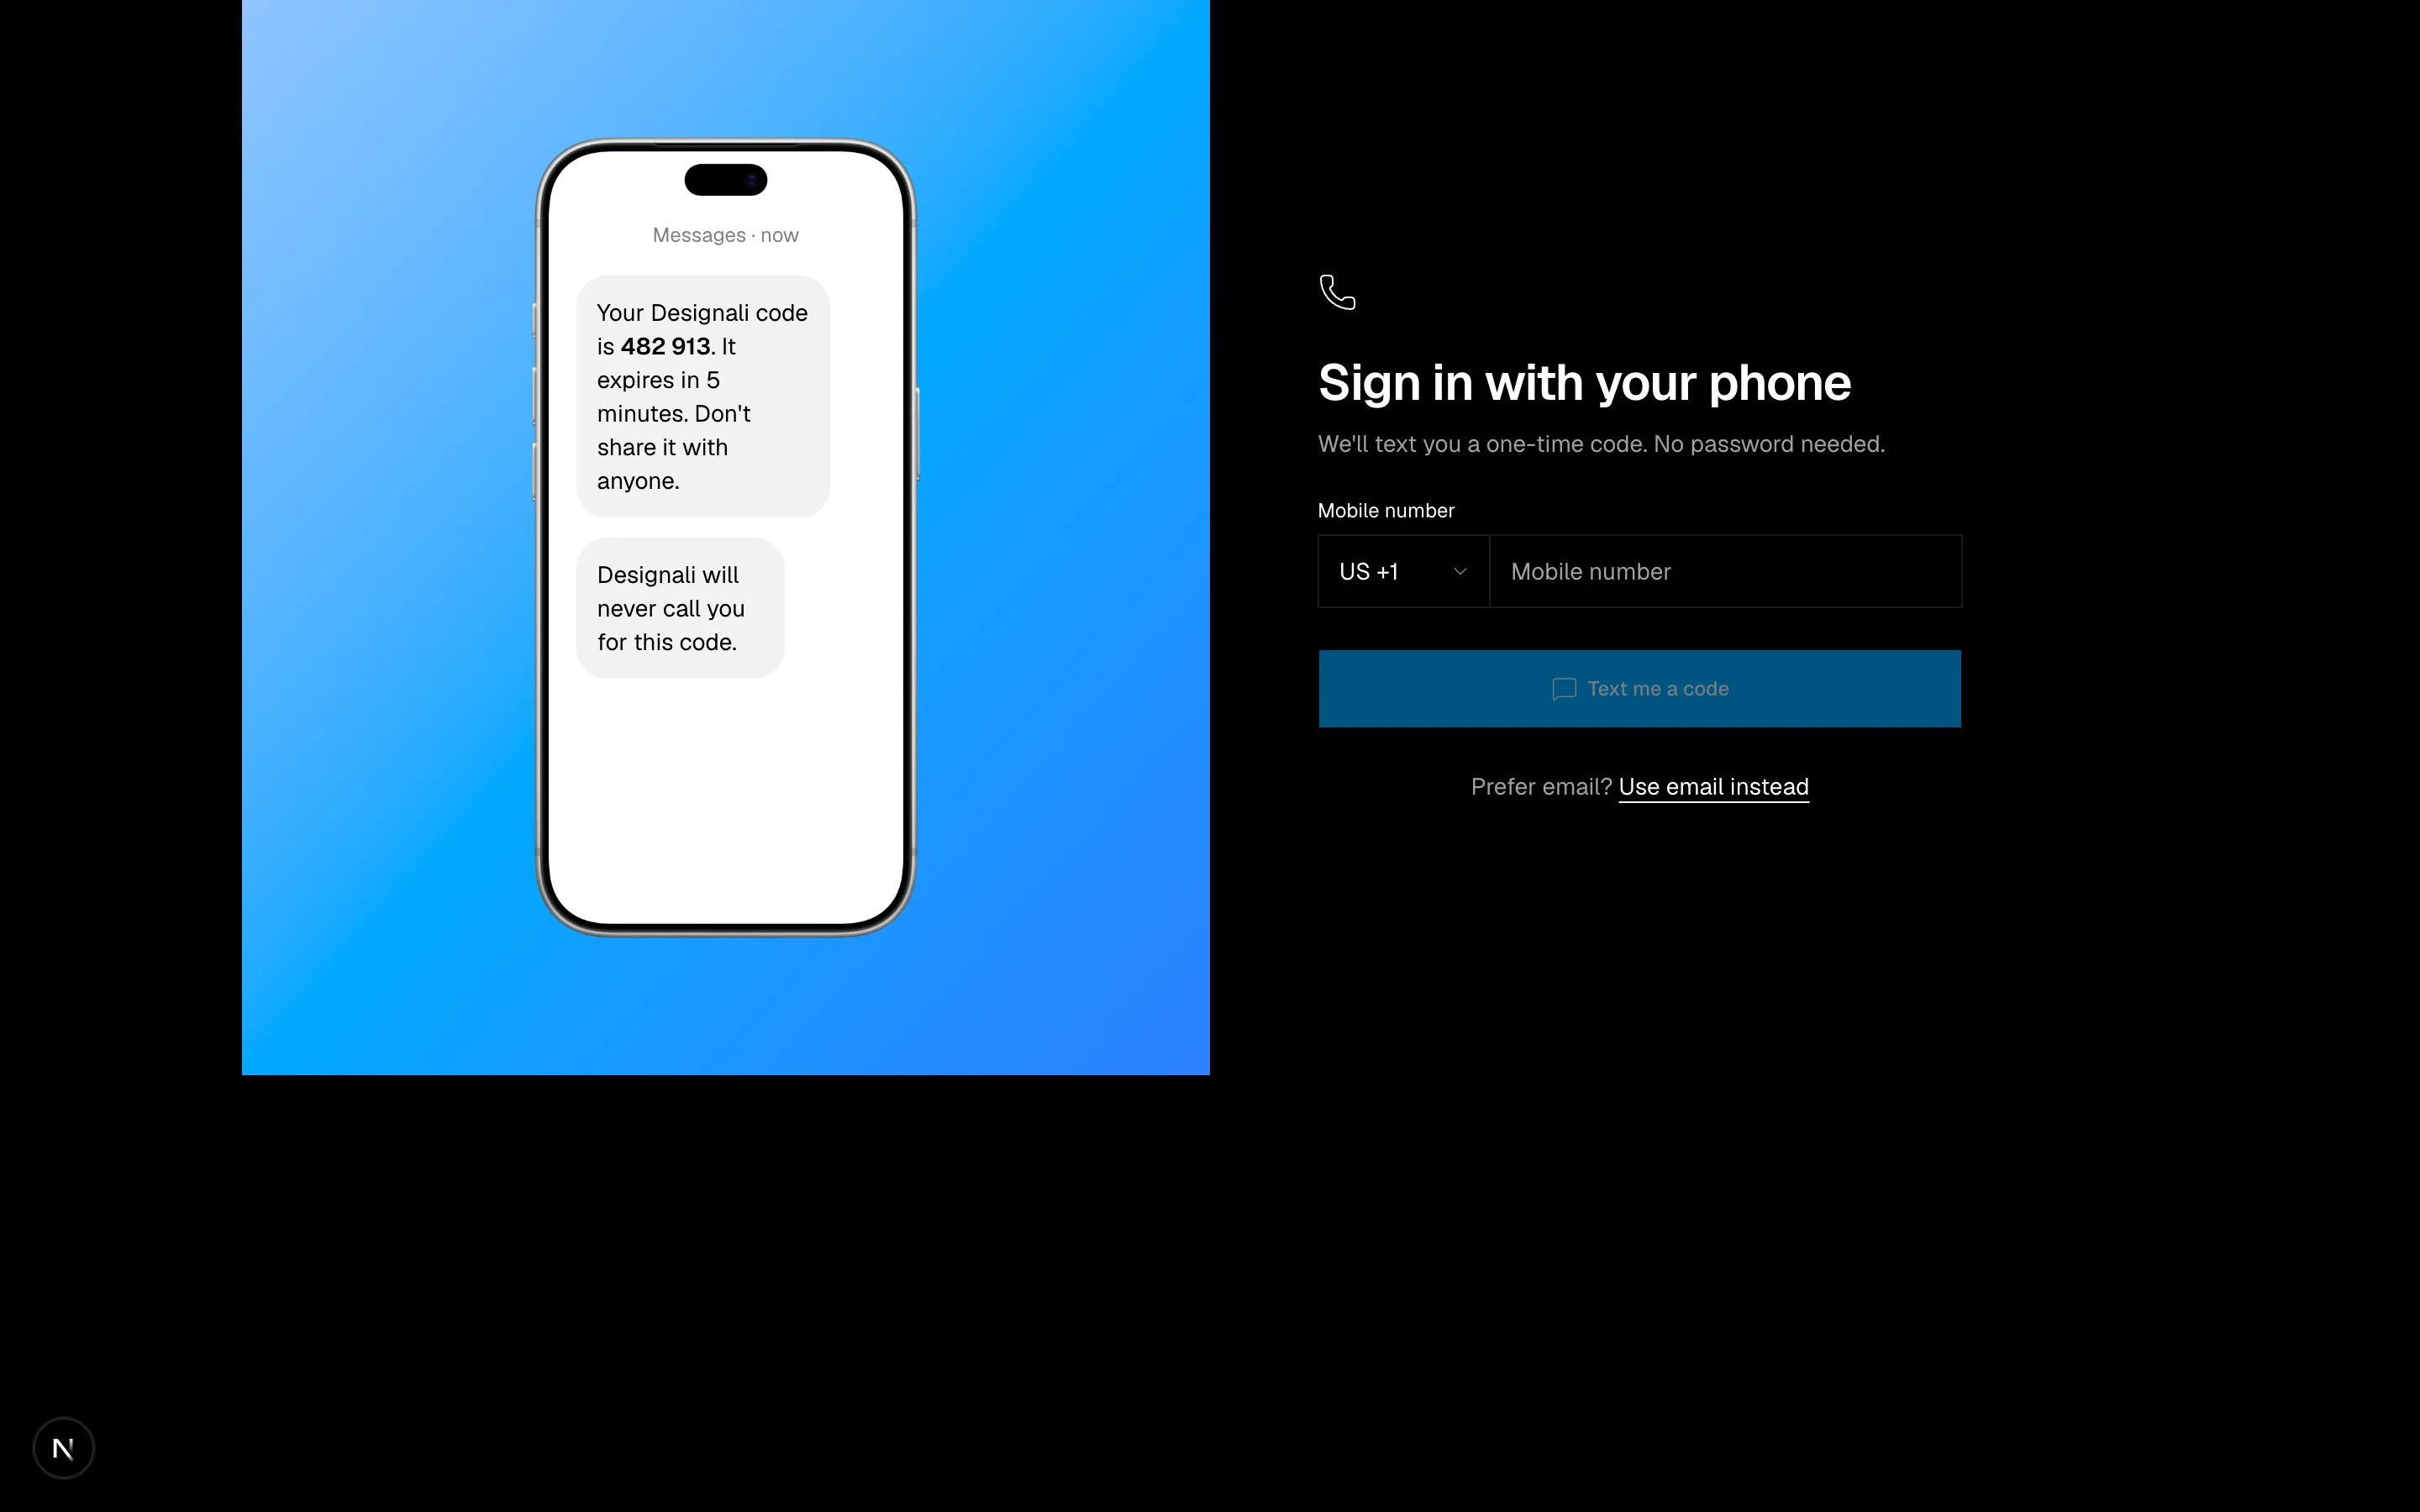 Messages · now
Your Designali code
is 482 913. It
expires in 5
minutes. Don't
share it with
anyone.
Designali will
never call you
for this code.
Sign in with your phone
We'll text you a one-time code. No password needed.
Mobile number
US +1
Mobile number
Text me a code
Prefer email? Use email instead
N